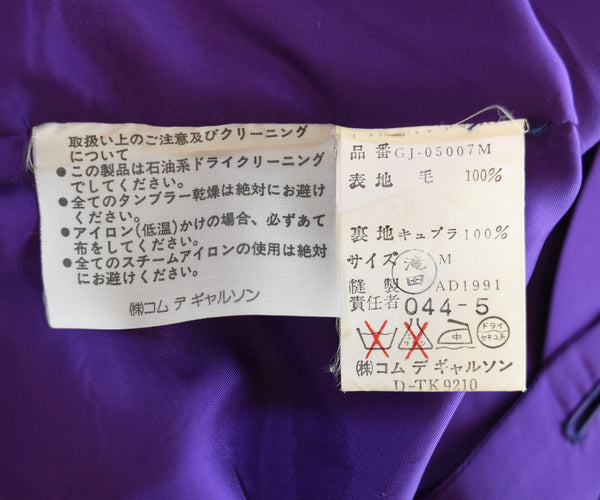 取扱い上のご注意及びクリーニング
について
●この製品は石油系ドライクリーニング
でしてください。
●全てのタンブラー乾燥は絶対にお避け
ください。
●アイロン(低温)かけの場合、必ずあて
布をしてください。
●全てのスチームアイロンの使用は絶対
にお避けください。
㈱コム デ ギャルソン
品番 GJ-05007M
表地 毛 100%
裏地 キュプラ 100%
サイズ M
滝田
縫製 AD1991
責任者 044-5
中 ドライ セキユ系
㈱コム デ ギャルソン
D-TK9210